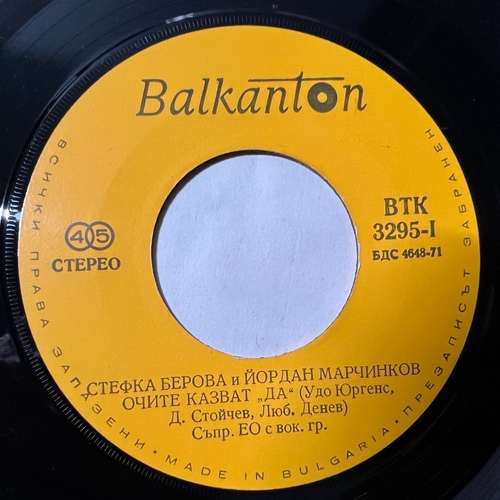 Balkanton
ВТК
3295-I
БДС 4648-71
45
СТЕРЕО
СТЕФКА БЕРОВА и ЙОРДАН МАРЧИНКОВ
ОЧИТЕ КАЗВАТ „ДА“ (Удо Юргенс,
Д. Стойчев, Люб. Денев)
Съпр. ЕО с вок. гр.
ВСИЧКИ ПРАВА ЗАПАЗЕНИ • MADE IN BULGARIA • ПРЕЗАПИСЪТ ЗАБРАНЕН